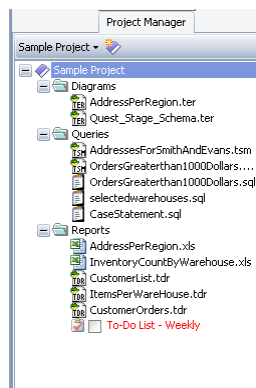 Project Manager
Sample Project
Sample Project
Diagrams
AddressPerRegion.ter
Quest_Stage_Schema.ter
Queries
AddressesForSmithAndEvans.tsm
OrdersGreaterthan1000Dollars....
OrdersGreaterthan1000Dollars.sql
selectedwarehouses.sql
CaseStatement.sql
Reports
AddressPerRegion.xls
InventoryCountByWarehouse.xls
CustomerList.tdr
ItemsPerWareHouse.tdr
CustomerOrders.tdr
To-Do List - Weekly